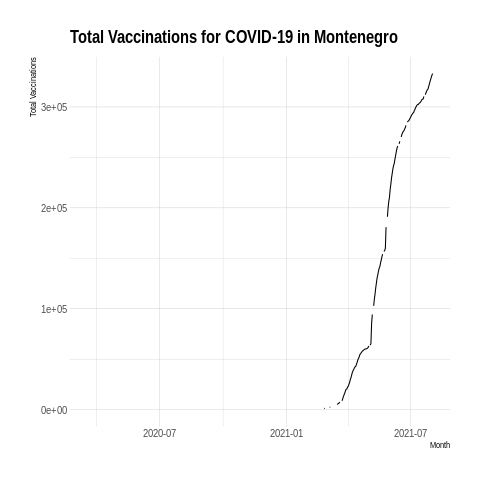 Total Vaccinations for COVID-19 in Montenegro
Total Vaccinations
3e+05
2e+05
1e+05
0e+00
2020-07
2021-01
2021-07
Month